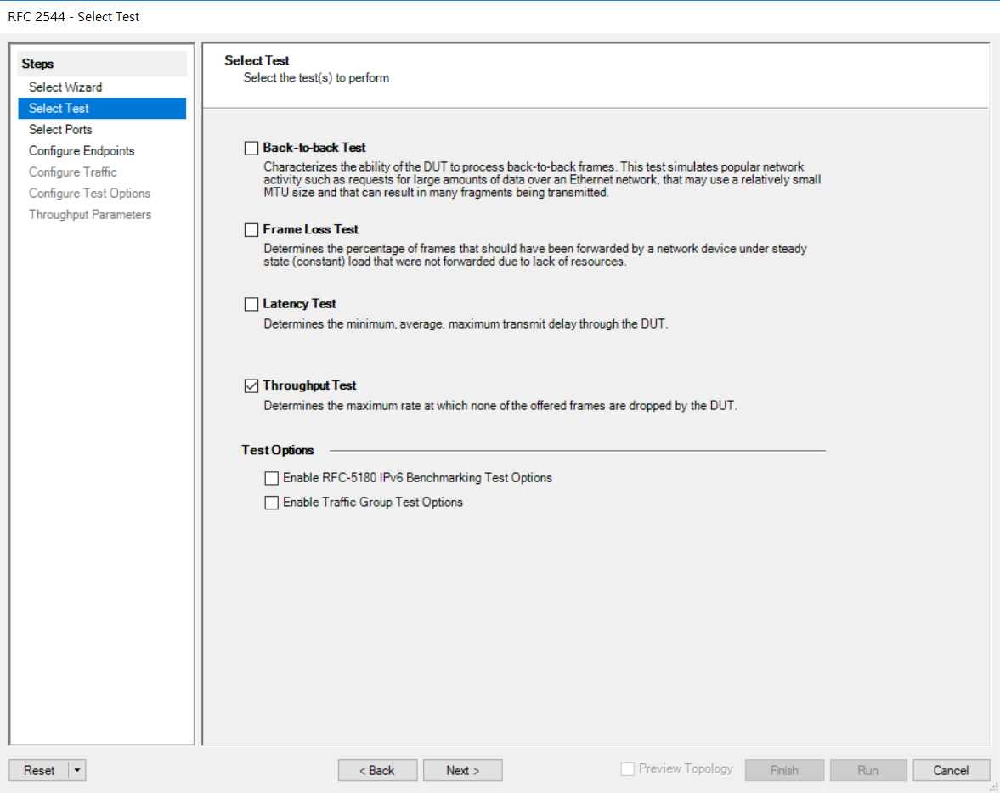 RFC 2544 - Select Test
Steps
Select Wizard
Select Test
Select Ports
Configure Endpoints
Configure Traffic
Configure Test Options
Throughput Parameters
Select Test
Select the test(s) to perform
Back-to-back Test
Characterizes the ability of the DUT to process back-to-back frames. This test simulates popular network
activity such as requests for large amounts of data over an Ethernet network, that may use a relatively small
MTU size and that can result in many fragments being transmitted.
Frame Loss Test
Determines the percentage of frames that should have been forwarded by a network device under steady
state (constant) load that were not forwarded due to lack of resources.
Latency Test
Determines the minimum, average, maximum transmit delay through the DUT.
Throughput Test
Determines the maximum rate at which none of the offered frames are dropped by the DUT.
Test Options
Enable RFC-5180 IPv6 Benchmarking Test Options
Enable Traffic Group Test Options
Reset
< Back
Next >
Preview Topology
Finish
Run
Cancel